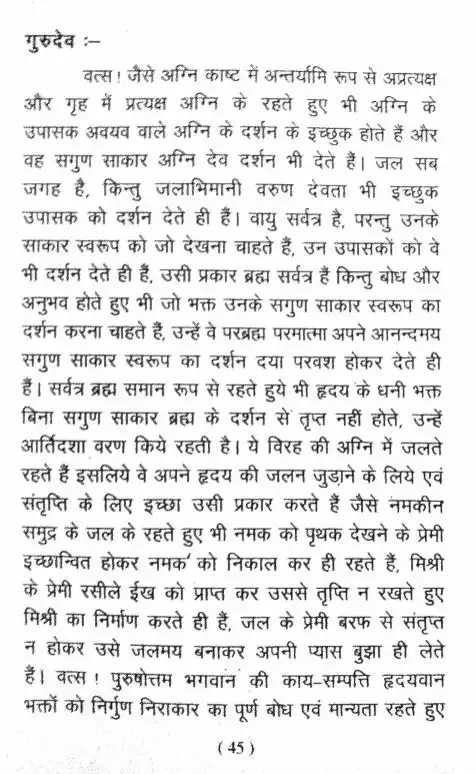 गुरुदेव :–
वत्स! जैसे अग्नि काष्ट में अन्तर्यामि रूप से अप्रत्यक्ष
और गृह में प्रत्यक्ष अग्नि के रहते हुए भी अग्नि के
उपासक अवयव वाले अग्नि के दर्शन के इच्छुक होते हैं और
वह सगुण साकार अग्नि देव दर्शन भी देते हैं। जल सब
जगह है, किन्तु जलाभिमानी वरुण देवता भी इच्छुक
उपासक को दर्शन देते ही हैं। वायु सर्वत्र है, परन्तु उनके
साकार स्वरूप को जो देखना चाहते हैं, उन उपासकों को वे
भी दर्शन देते ही हैं, उसी प्रकार ब्रह्म सर्वत्र हैं किन्तु बोध और
अनुभव होते हुए भी जो भक्त उनके सगुण साकार स्वरूप का
दर्शन करना चाहते हैं, उन्हें वे परब्रह्म परमात्मा अपने आनन्दमय
सगुण साकार स्वरूप का दर्शन दया परवश होकर देते ही
हैं। सर्वत्र ब्रह्म समान रूप से रहते हुये भी हृदय के धनी भक्त
बिना सगुण साकार ब्रह्म के दर्शन से तृप्त नहीं होते, उन्हें
आर्तिदशा वरण किये रहती है। ये विरह की अग्नि में जलते
रहते हैं इसलिये वे अपने हृदय की जलन जुड़ाने के लिये एवं
संतृप्ति के लिए इच्छा उसी प्रकार करते हैं जैसे नमकीन
समुद्र के जल के रहते हुए भी नमक को पृथक देखने के प्रेमी
इच्छान्वित होकर नमक को निकाल कर ही रहते हैं, मिश्री
के प्रेमी रसीले ईख को प्राप्त कर उससे तृप्ति न रखते हुए
मिश्री का निर्माण करते ही हैं, जल के प्रेमी बरफ से संतृप्त
न होकर उसे जलमय बनाकर अपनी प्यास बुझा ही लेते
हैं। वत्स! पुरुषोत्तम भगवान की काय-सम्पत्ति हृदयवान
भक्तों को निर्गुण निराकार का पूर्ण बोध एवं मान्यता रहते हुए
(45)